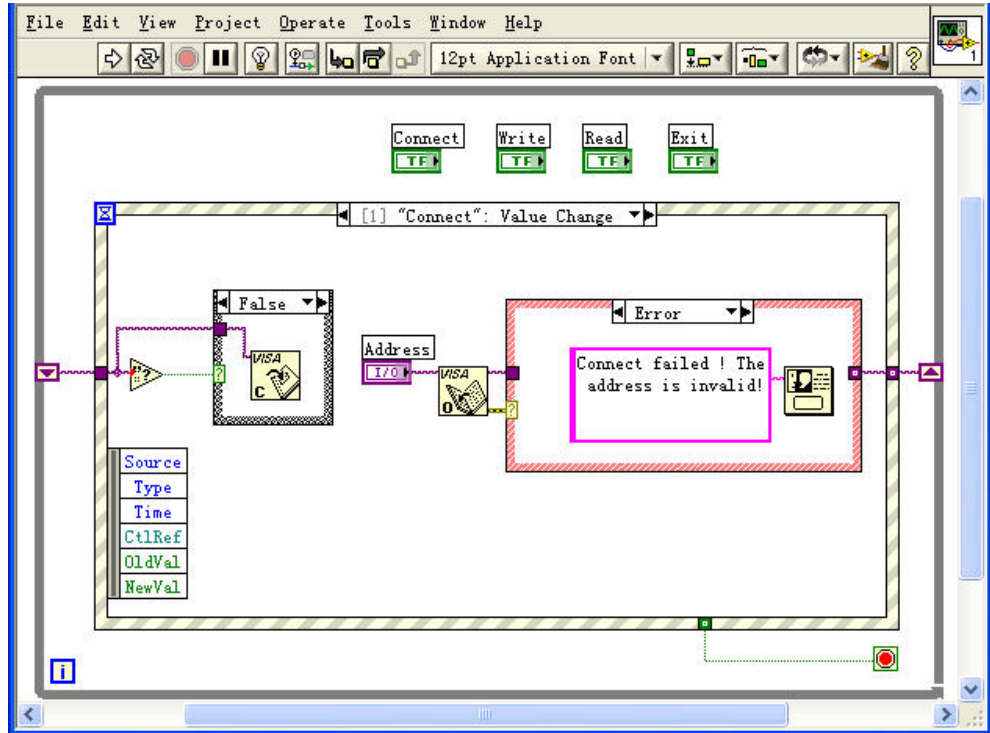 File Edit View Project Operate Tools Window Help
12pt Application Font
1
Connect Write Read Exit
TF TF TF TF
[1] "Connect": Value Change
False
Error
Address
I/O
VISA
C
VISA
O
"?
?
?
Connect failed ! The
address is invalid!
Source
Type
Time
CtlRef
OldVal
NewVal
i